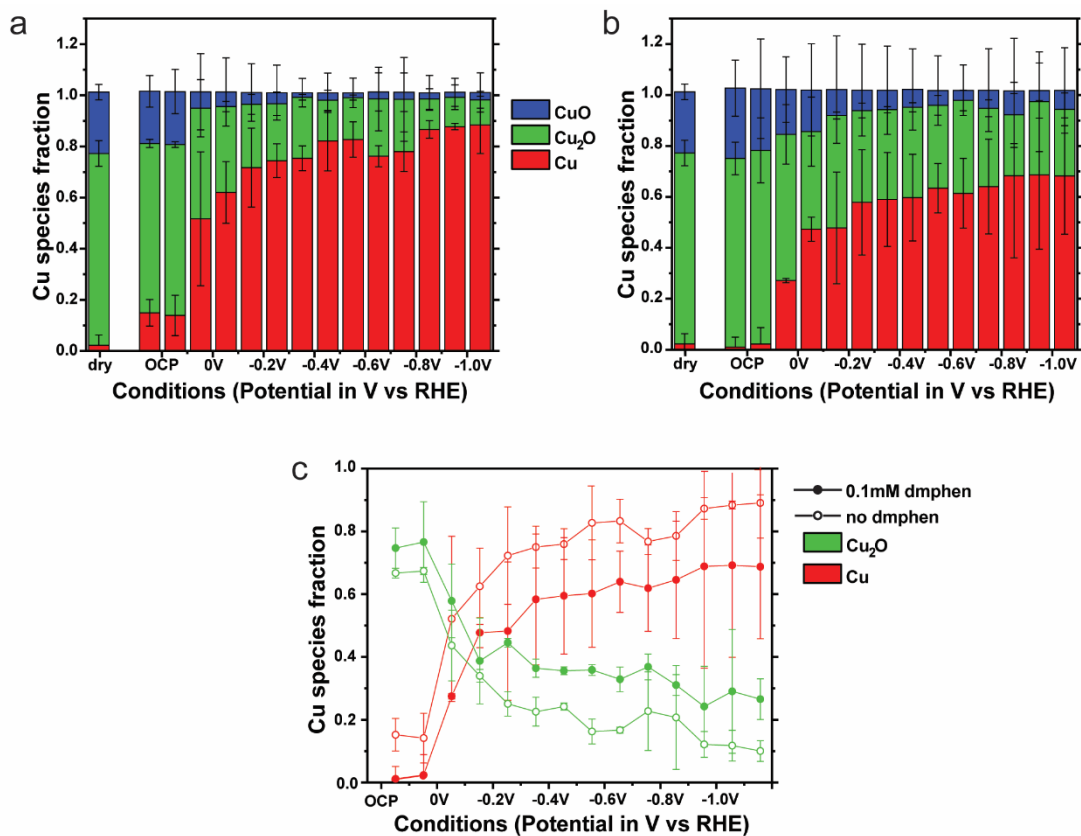 a
1.2
1.0
0.8
0.6
0.4
0.2
0.0
Cu species fraction
dry OCP 0V -0.2V -0.4V -0.6V -0.8V -1.0V
Conditions (Potential in V vs RHE)
CuO
Cu₂O
Cu
b
1.2
1.0
0.8
0.6
0.4
0.2
0.0
Cu species fraction
dry OCP 0V -0.2V -0.4V -0.6V -0.8V -1.0V
Conditions (Potential in V vs RHE)
c
1.0
0.8
0.6
0.4
0.2
0.0
Cu species fraction
OCP 0V -0.2V -0.4V -0.6V -0.8V -1.0V
Conditions (Potential in V vs RHE)
0.1mM dmphen
no dmphen
Cu₂O
Cu